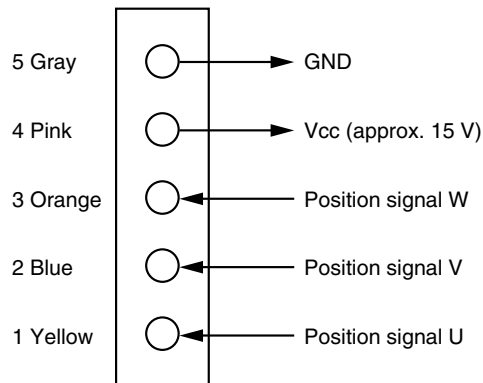 5 Gray GND
4 Pink Vcc (approx. 15 V)
3 Orange Position signal W
2 Blue Position signal V
1 Yellow Position signal U